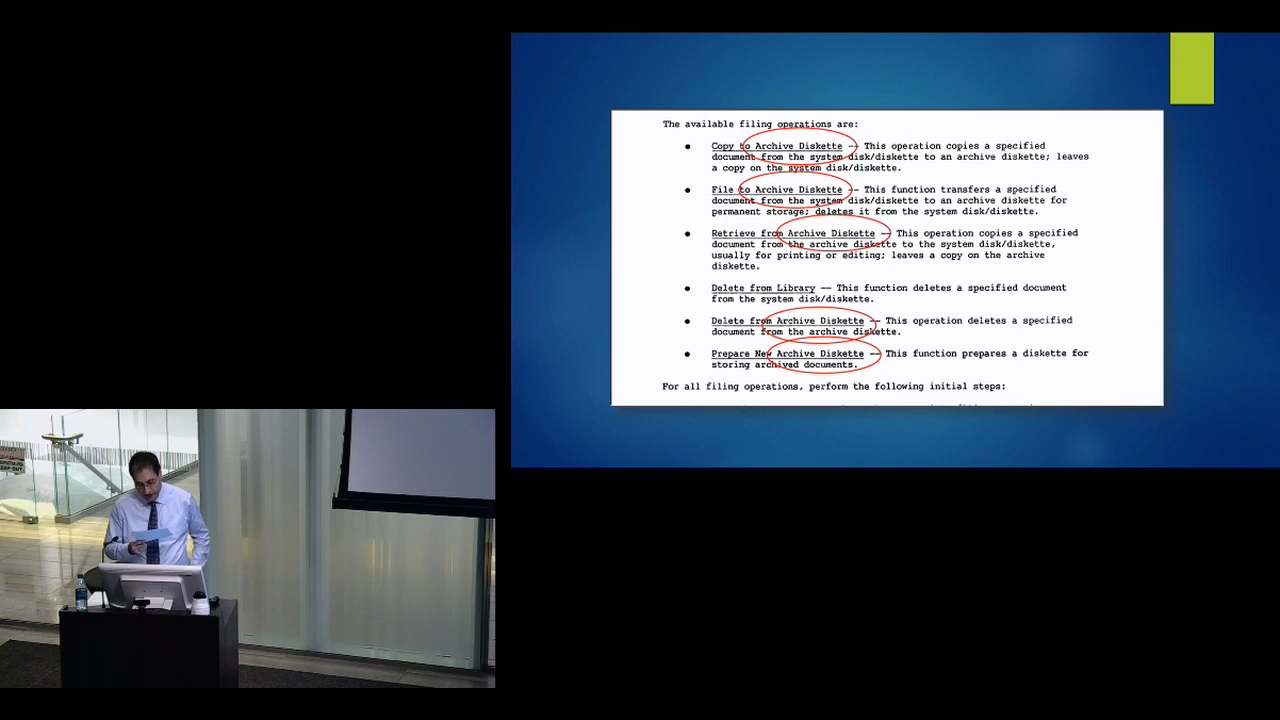 The available filing operations are:
● Copy to Archive Diskette -- This operation copies a specified
document from the system disk/diskette to an archive diskette; leaves
a copy on the system disk/diskette.
● File to Archive Diskette -- This function transfers a specified
document from the system disk/diskette to an archive diskette for
permanent storage; deletes it from the system disk/diskette.
● Retrieve from Archive Diskette -- This operation copies a specified
document from the archive diskette to the system disk/diskette,
usually for printing or editing; leaves a copy on the archive
diskette.
● Delete from Library -- This function deletes a specified document
from the system disk/diskette.
● Delete from Archive Diskette -- This operation deletes a specified
document from the archive diskette.
● Prepare New Archive Diskette -- This function prepares a diskette for
storing archived documents.
For all filing operations, perform the following initial steps: